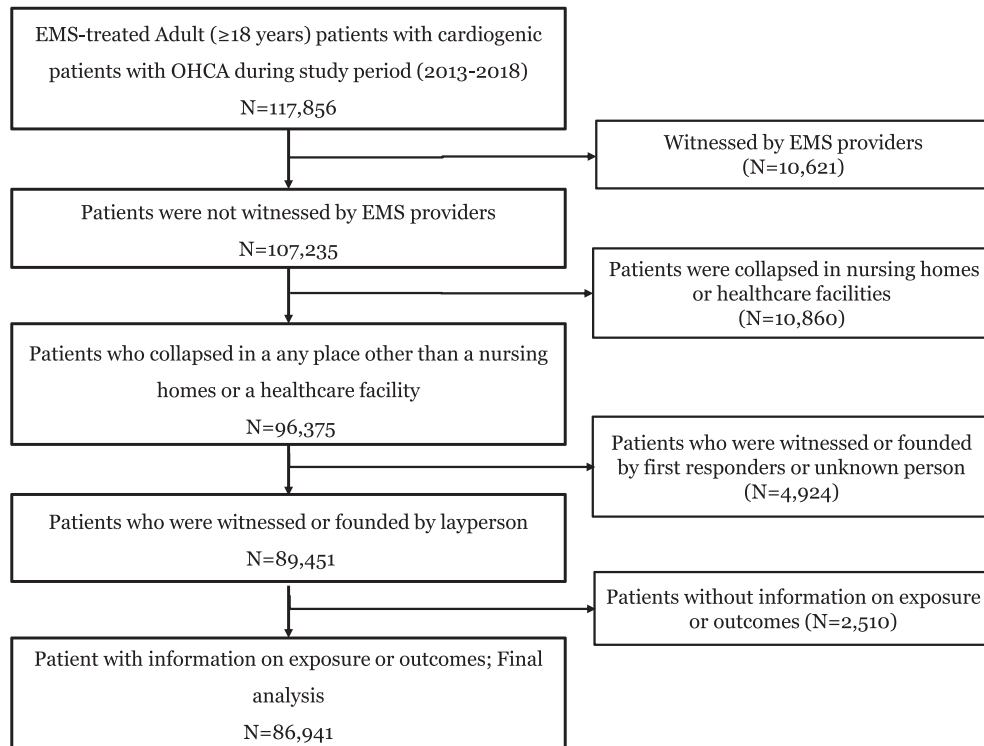 EMS-treated Adult (≥18 years) patients with cardiogenic
patients with OHCA during study period (2013-2018)
N=117,856
Witnessed by EMS providers
(N=10,621)
Patients were not witnessed by EMS providers
N=107,235
Patients were collapsed in nursing homes
or healthcare facilities
(N=10,860)
Patients who collapsed in a any place other than a nursing
homes or a healthcare facility
N=96,375
Patients who were witnessed or founded
by first responders or unknown person
(N=4,924)
Patients who were witnessed or founded by layperson
N=89,451
Patients without information on exposure
or outcomes (N=2,510)
Patient with information on exposure or outcomes; Final
analysis
N=86,941